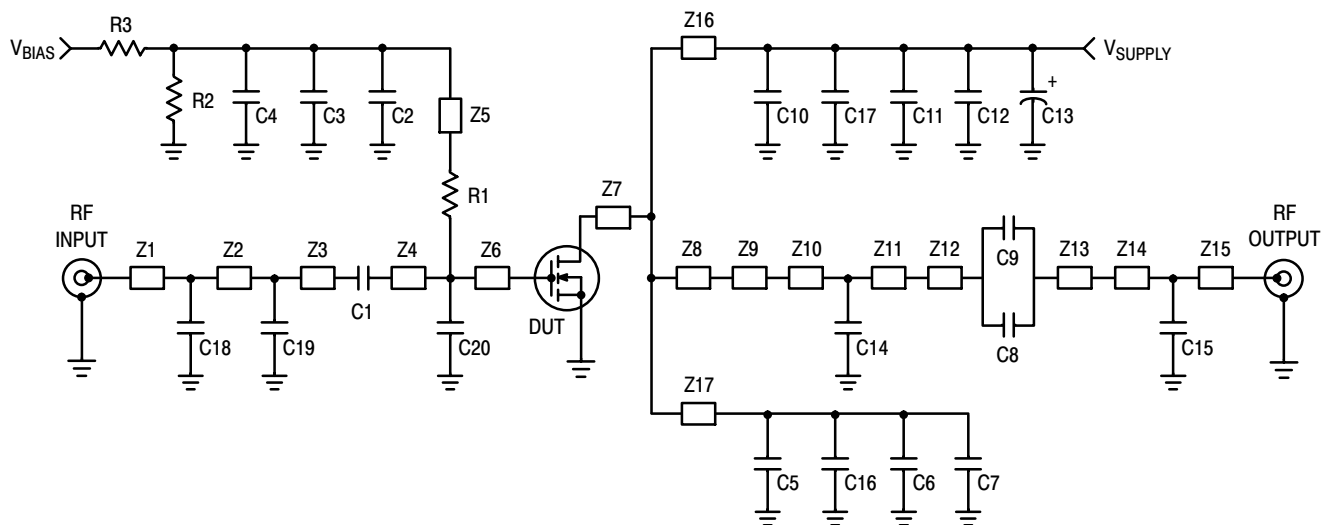 R3
Z16
V_BIAS
V_SUPPLY
R2
C4
C3
C2
Z5
C10
C17
C11
C12
+
C13
R1
Z7
RF
INPUT
Z1
Z2
Z3
Z4
Z6
Z8
Z9
Z10
Z11
Z12
C9
Z13
Z14
Z15
RF
OUTPUT
C1
DUT
C8
C18
C19
C20
C14
C15
Z17
C5
C16
C6
C7